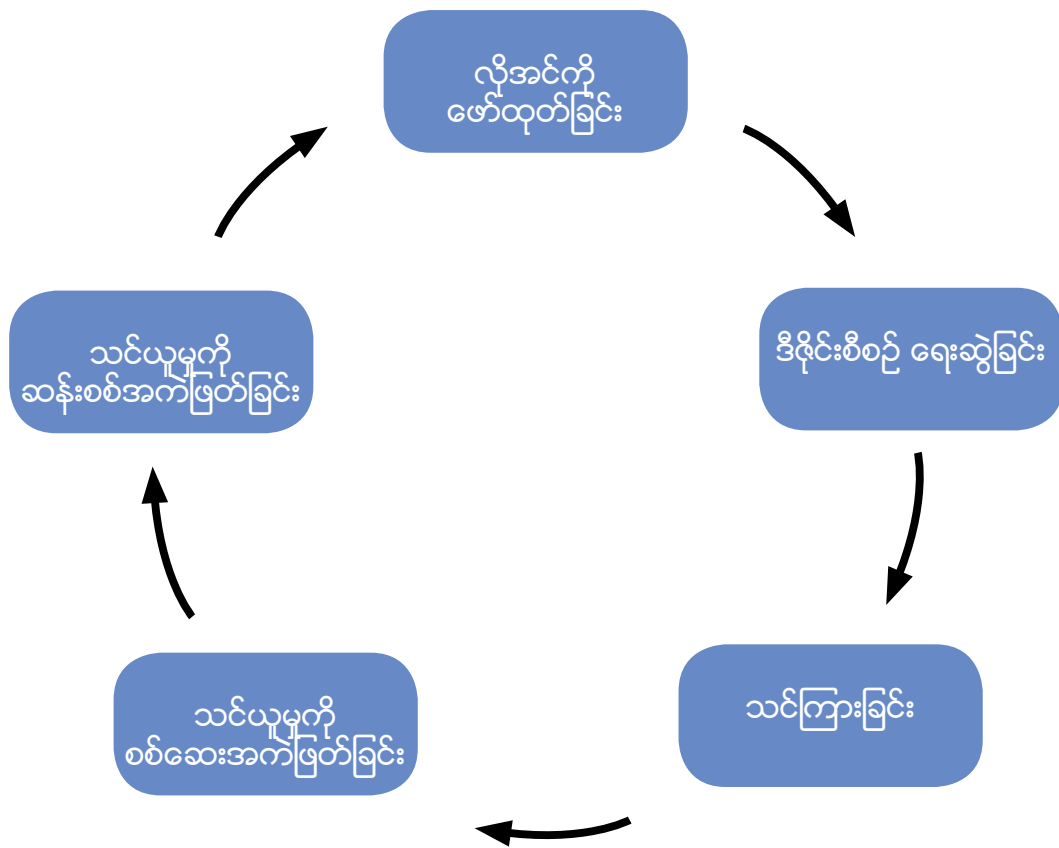 လိုအင်ကို
ဖော်ထုတ်ခြင်း
ဒီဇိုင်းစီစဉ် ရေးဆွဲခြင်း
သင်ကြားခြင်း
သင်ယူမှုကို
စစ်ဆေးအကဲဖြတ်ခြင်း
သင်ယူမှုကို
ဆန်းစစ်အကဲဖြတ်ခြင်း